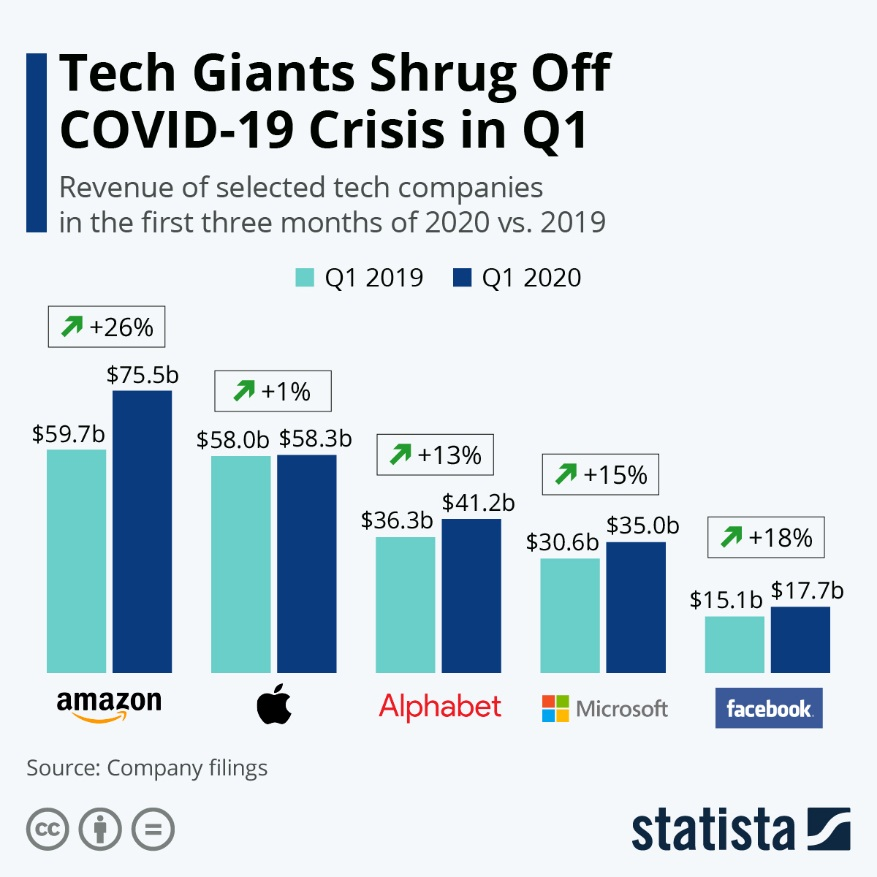 Tech Giants Shrug Off
COVID-19 Crisis in Q1
Revenue of selected tech companies
in the first three months of 2020 vs. 2019
Q1 2019 Q1 2020
+26%
$59.7b $75.5b
amazon
+1%
$58.0b $58.3b
+13%
$36.3b $41.2b
Alphabet
+15%
$30.6b $35.0b
Microsoft
+18%
$15.1b $17.7b
facebook.
Source: Company filings
cc
statista